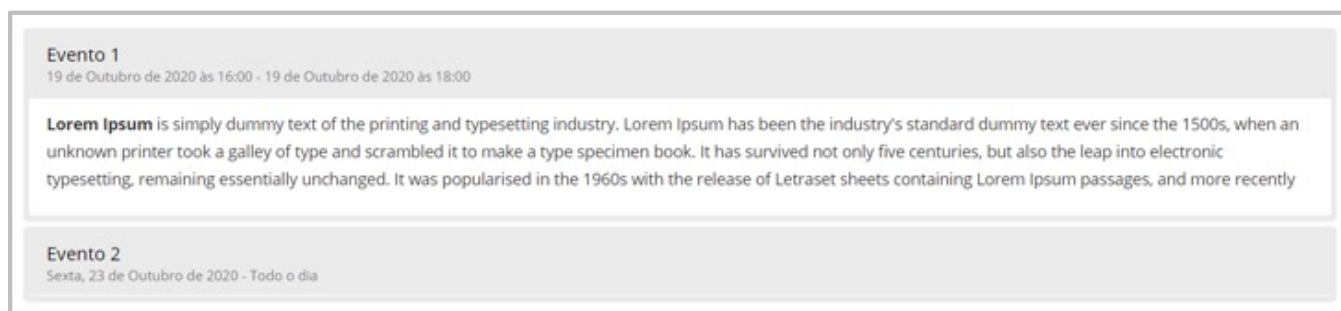 Evento 1
19 de Outubro de 2020 às 16:00 - 19 de Outubro de 2020 às 18:00
Lorem Ipsum is simply dummy text of the printing and typesetting industry. Lorem Ipsum has been the industry's standard dummy text ever since the 1500s, when an
unknown printer took a galley of type and scrambled it to make a type specimen book. It has survived not only five centuries, but also the leap into electronic
typesetting, remaining essentially unchanged. It was popularised in the 1960s with the release of Letraset sheets containing Lorem Ipsum passages, and more recently
Evento 2
Sexta, 23 de Outubro de 2020 - Todo o dia